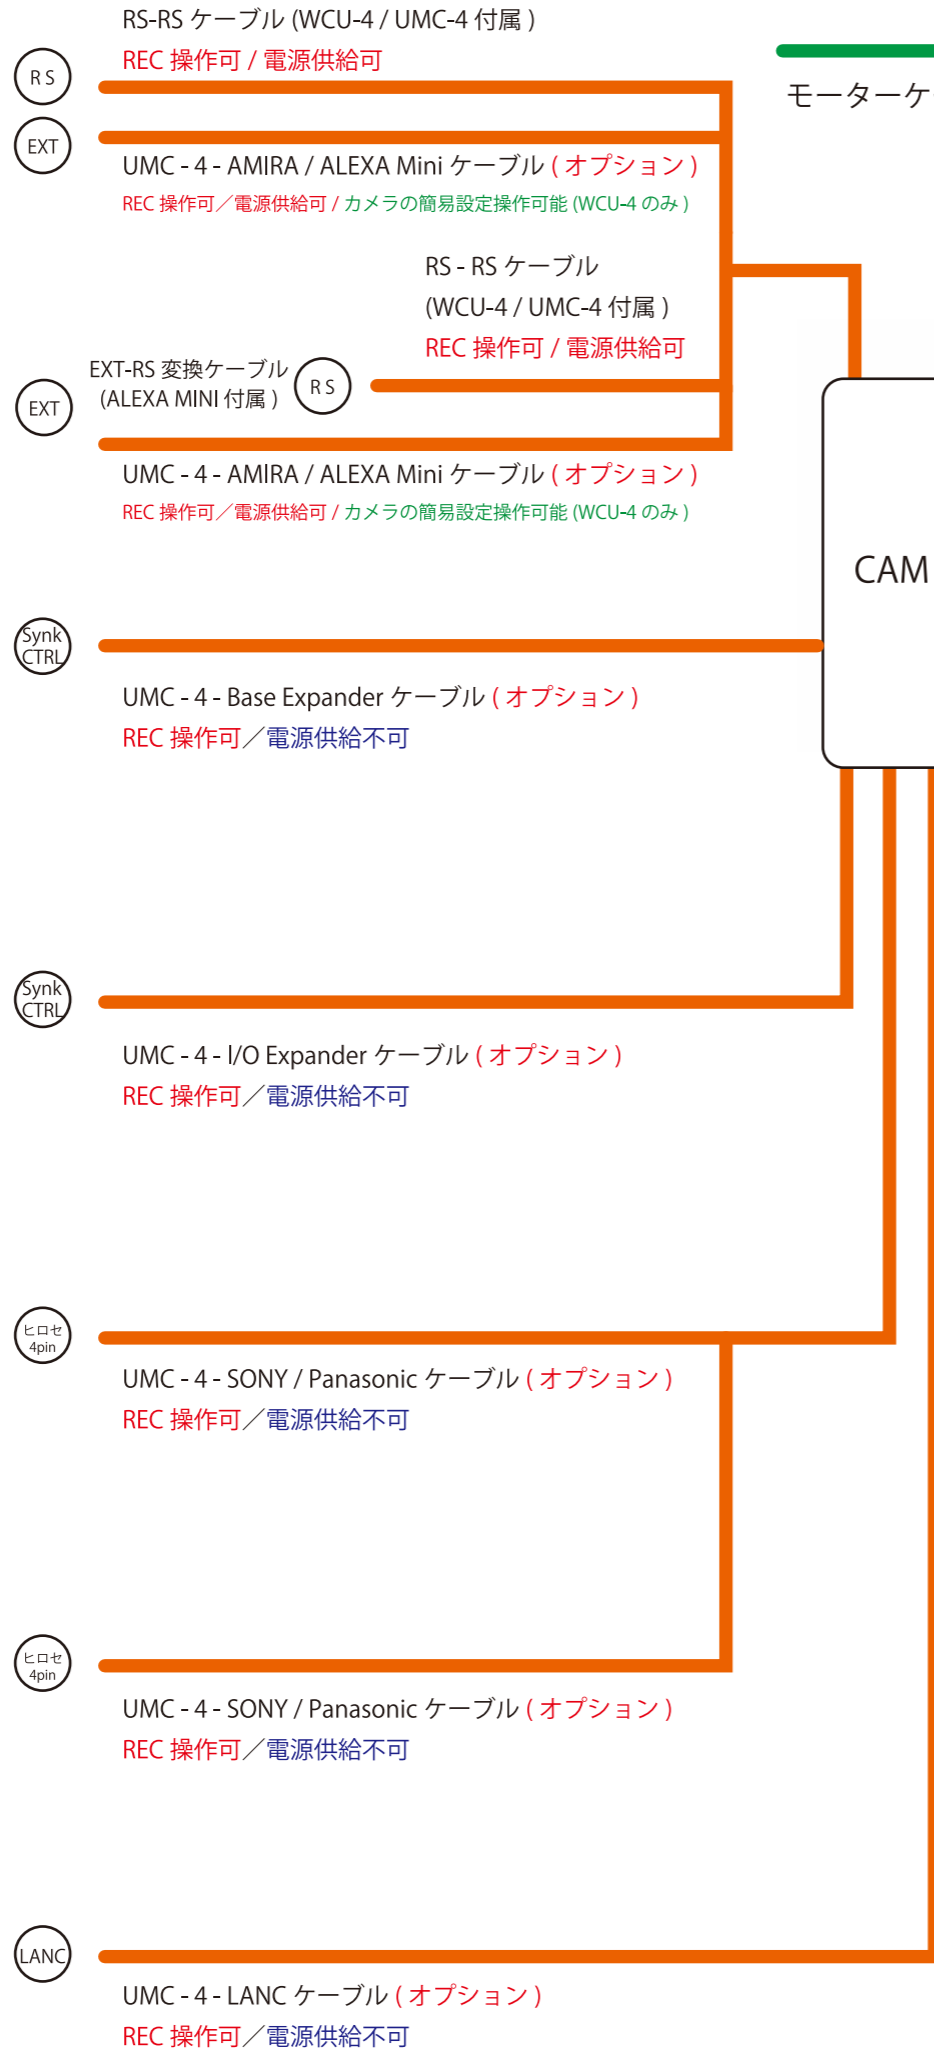 RS-RS ケーブル (WCU-4 / UMC-4 付属 )
REC 操作可 / 電源供給可
R S
モーターケ
EXT
UMC - 4 - AMIRA / ALEXA Mini ケーブル ( オプション )
REC 操作可／電源供給可 / カメラの簡易設定操作可能 (WCU-4 のみ )
RS - RS ケーブル
(WCU-4 / UMC-4 付属 )
REC 操作可 / 電源供給可
EXT-RS 変換ケーブル
(ALEXA MINI 付属 )
R S
EXT
UMC - 4 - AMIRA / ALEXA Mini ケーブル ( オプション )
REC 操作可／電源供給可 / カメラの簡易設定操作可能 (WCU-4 のみ )
CAM
Synk
CTRL
UMC - 4 - Base Expander ケーブル ( オプション )
REC 操作可／電源供給不可
Synk
CTRL
UMC - 4 - I/O Expander ケーブル ( オプション )
REC 操作可／電源供給不可
ヒロセ
4pin
UMC - 4 - SONY / Panasonic ケーブル ( オプション )
REC 操作可／電源供給不可
ヒロセ
4pin
UMC - 4 - SONY / Panasonic ケーブル ( オプション )
REC 操作可／電源供給不可
LANC
UMC - 4 - LANC ケーブル ( オプション )
REC 操作可／電源供給不可